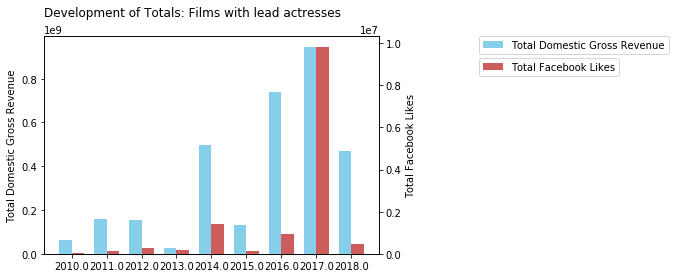 Development of Totals: Films with lead actresses
1e9
1e7
Total Domestic Gross Revenue
0.8
0.6
0.4
0.2
0.0
1.0
0.8
0.6
0.4
0.2
0.0
Total Facebook Likes
2010.0 2011.0 2012.0 2013.0 2014.0 2015.0 2016.0 2017.0 2018.0
Total Domestic Gross Revenue
Total Facebook Likes